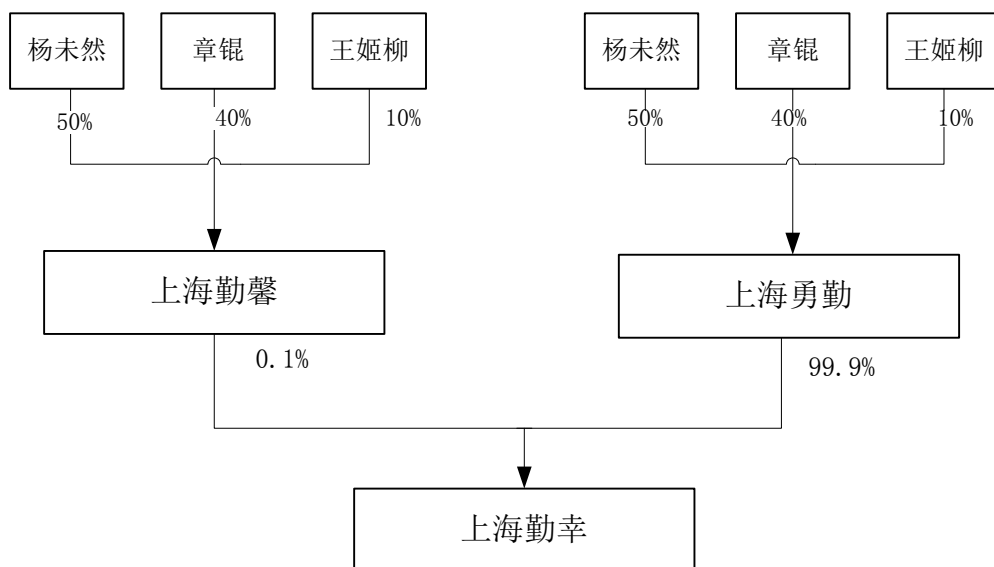 杨未然 章锟 王姬柳 杨未然 章锟 王姬柳
50% 40% 10% 50% 40% 10%
上海勤馨 上海勇勤
0.1% 99.9%
上海勤幸